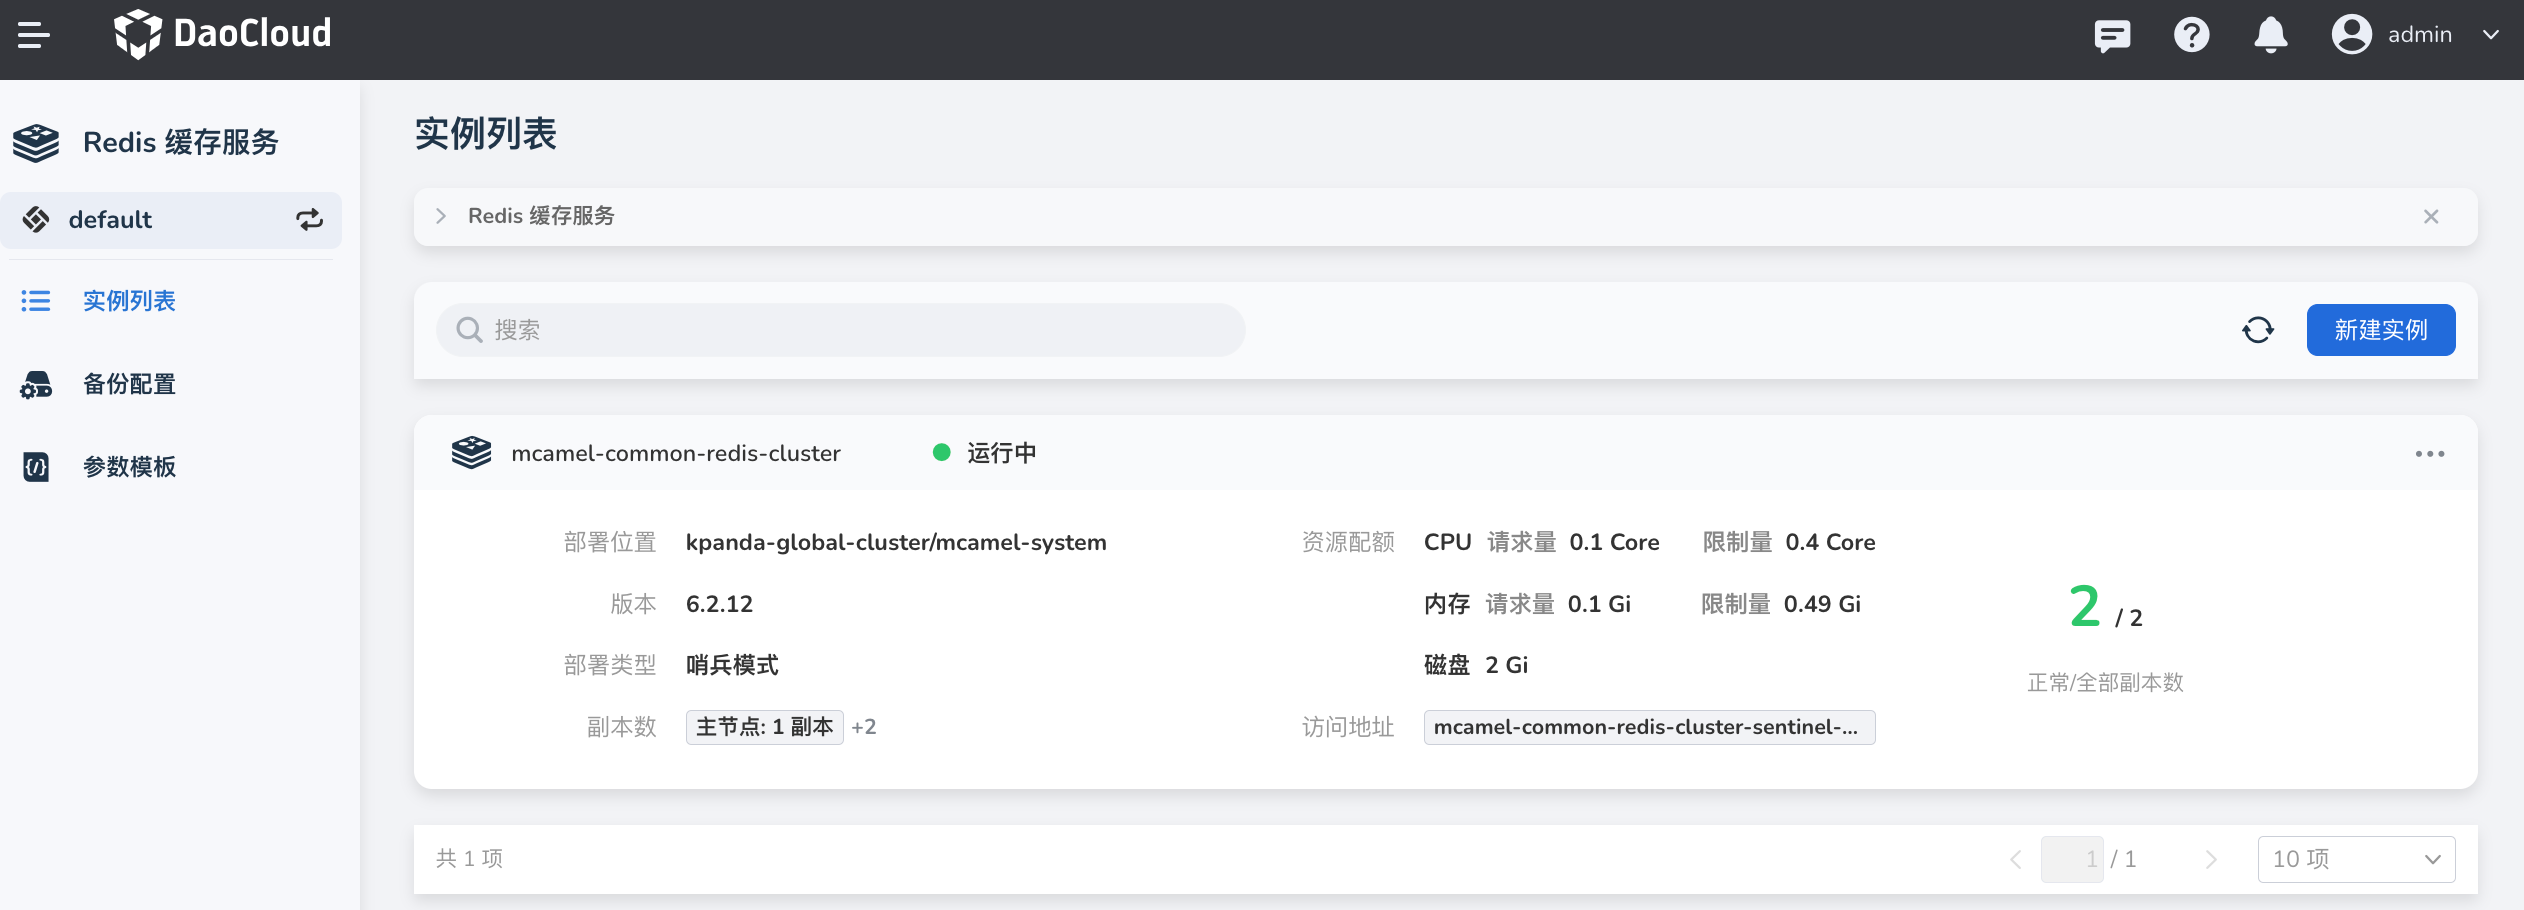 DaoCloud
admin
Redis 缓存服务
default
实例列表
备份配置
参数模板
实例列表
Redis 缓存服务
搜索
新建实例
mcamel-common-redis-cluster 运行中
部署位置 kpanda-global-cluster/mcamel-system
版本 6.2.12
部署类型 哨兵模式
副本数 主节点: 1 副本 +2
资源配额 CPU 请求量 0.1 Core 限制量 0.4 Core
内存 请求量 0.1 Gi 限制量 0.49 Gi
磁盘 2 Gi
访问地址 mcamel-common-redis-cluster-sentinel-...
2 / 2
正常/全部副本数
共 1 项
1 / 1
10 项